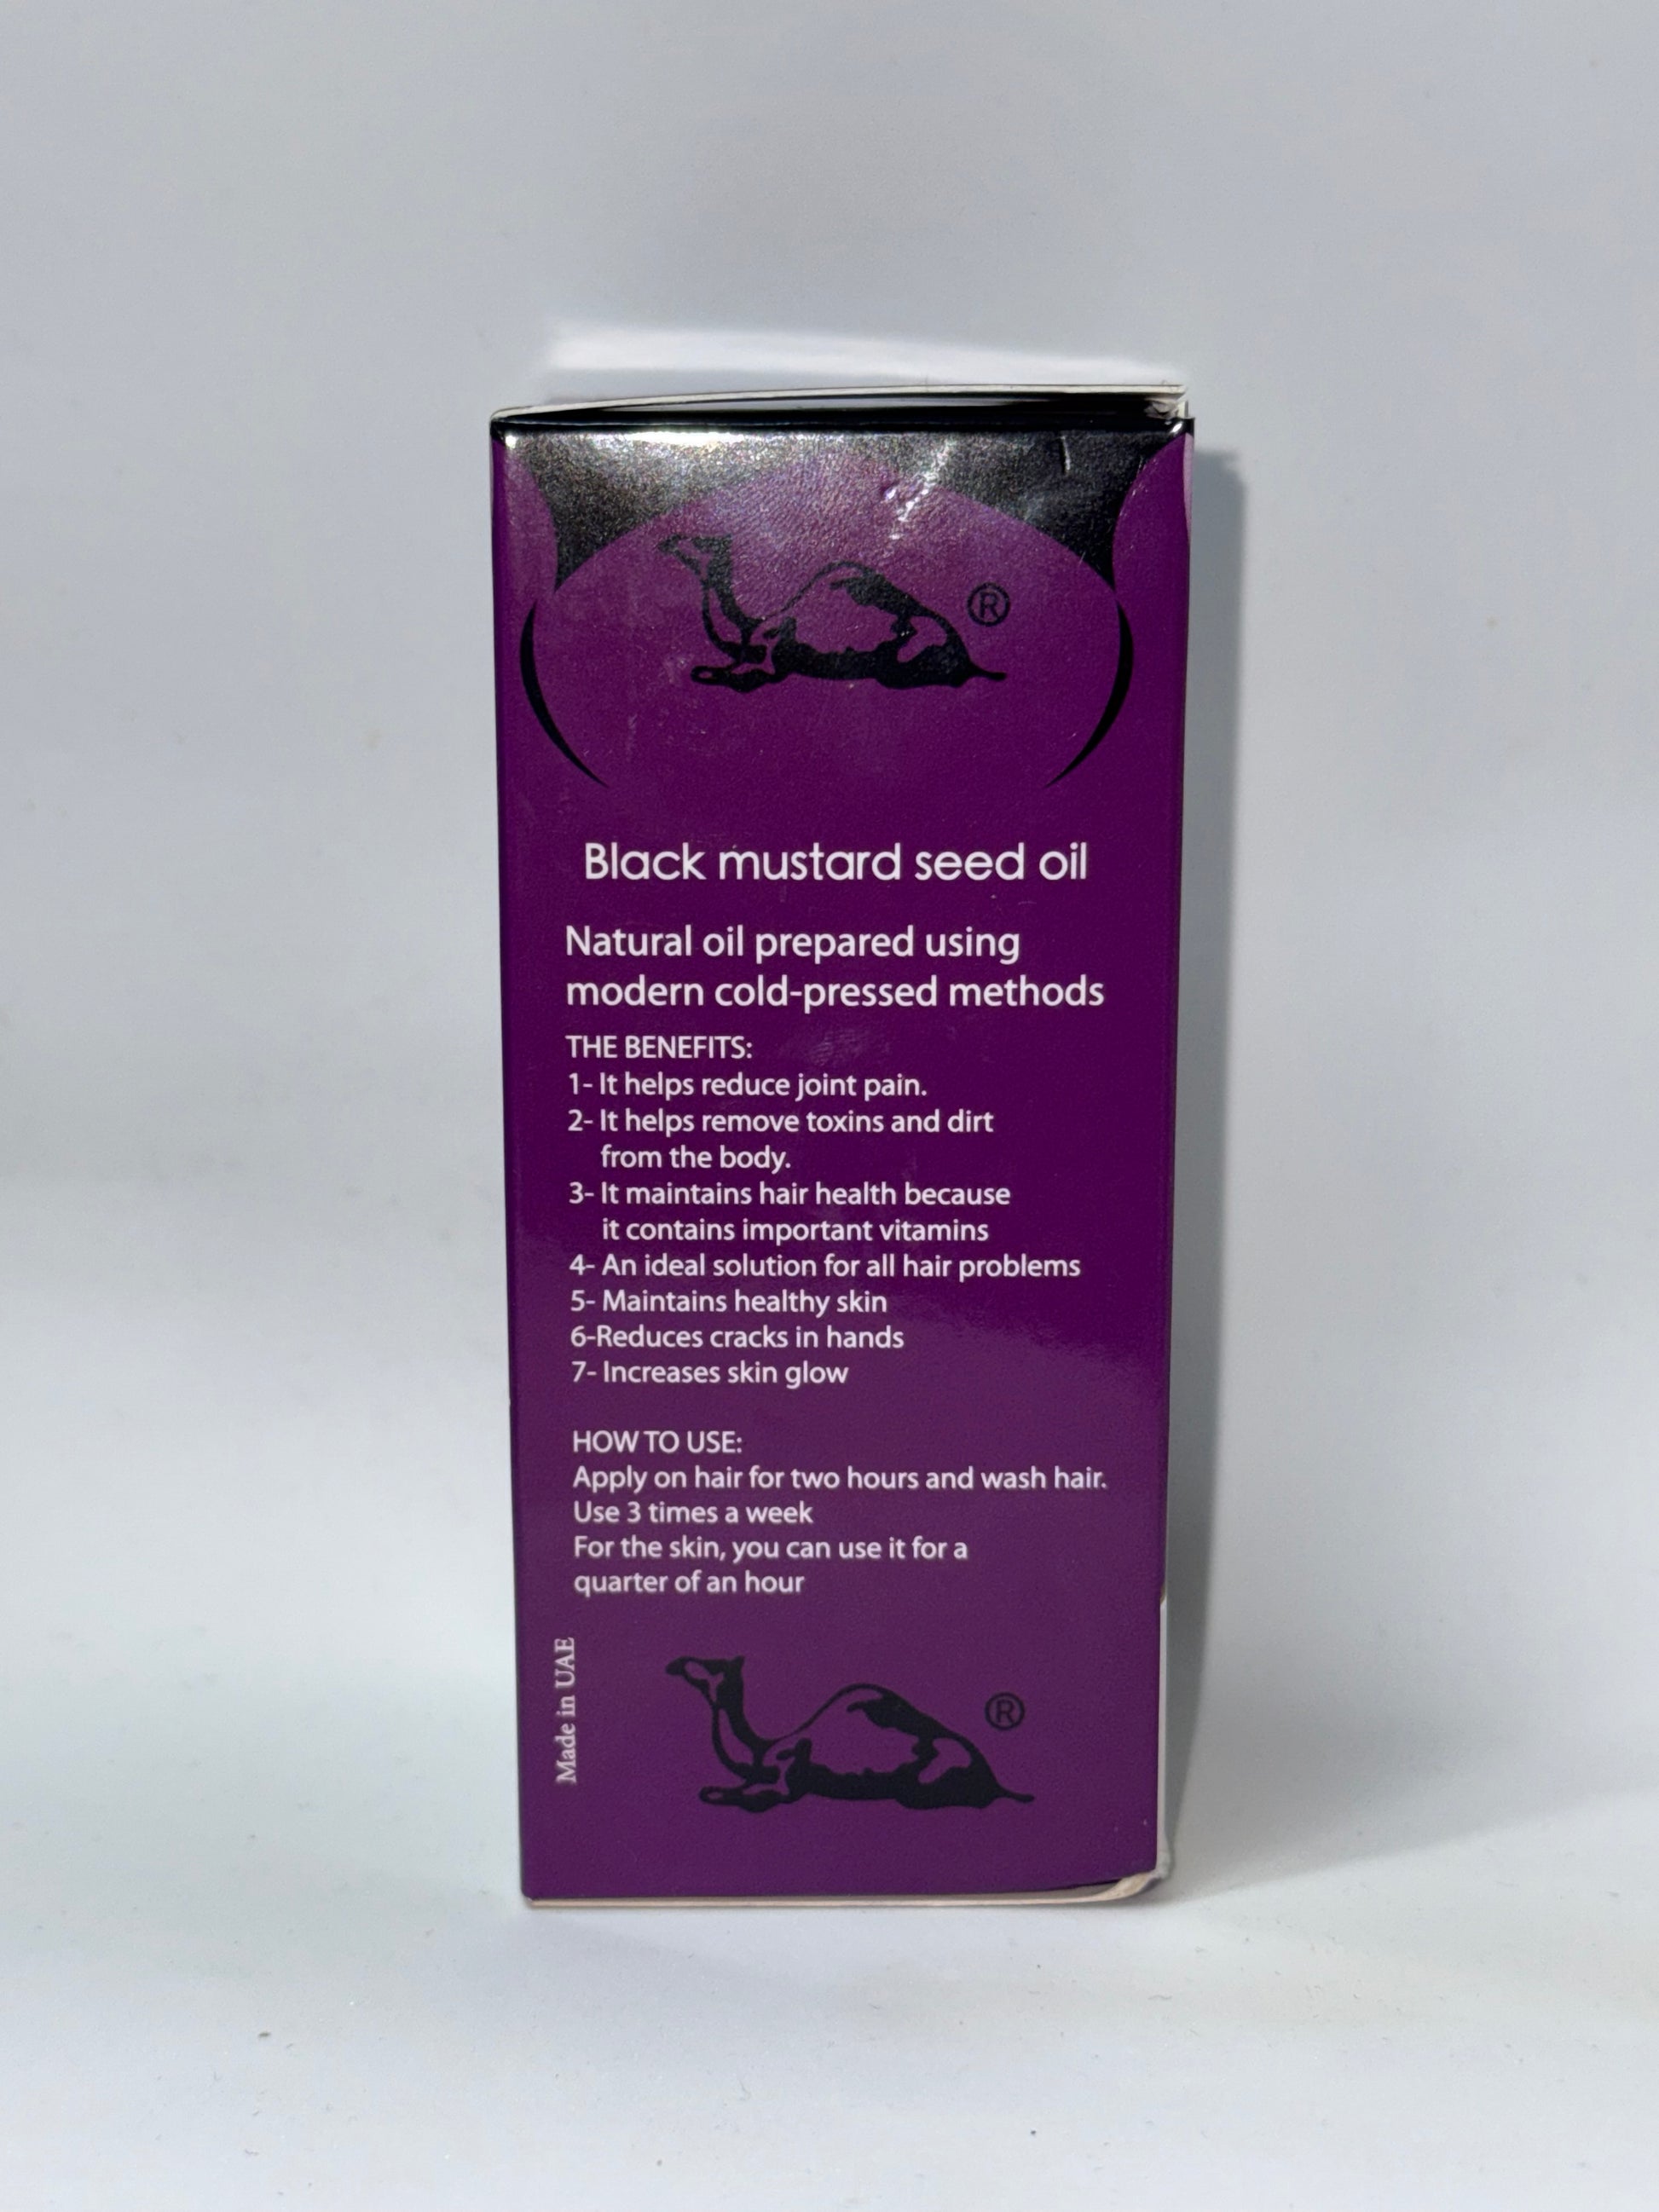 ®
Black mustard seed oil
Natural oil prepared using
modern cold-pressed methods
THE BENEFITS:
1- It helps reduce joint pain.
2- It helps remove toxins and dirt
from the body.
3- It maintains hair health because
it contains important vitamins
4- An ideal solution for all hair problems
5- Maintains healthy skin
6-Reduces cracks in hands
7- Increases skin glow
HOW TO USE:
Apply on hair for two hours and wash hair.
Use 3 times a week
For the skin, you can use it for a
quarter of an hour
Made in UAE
®